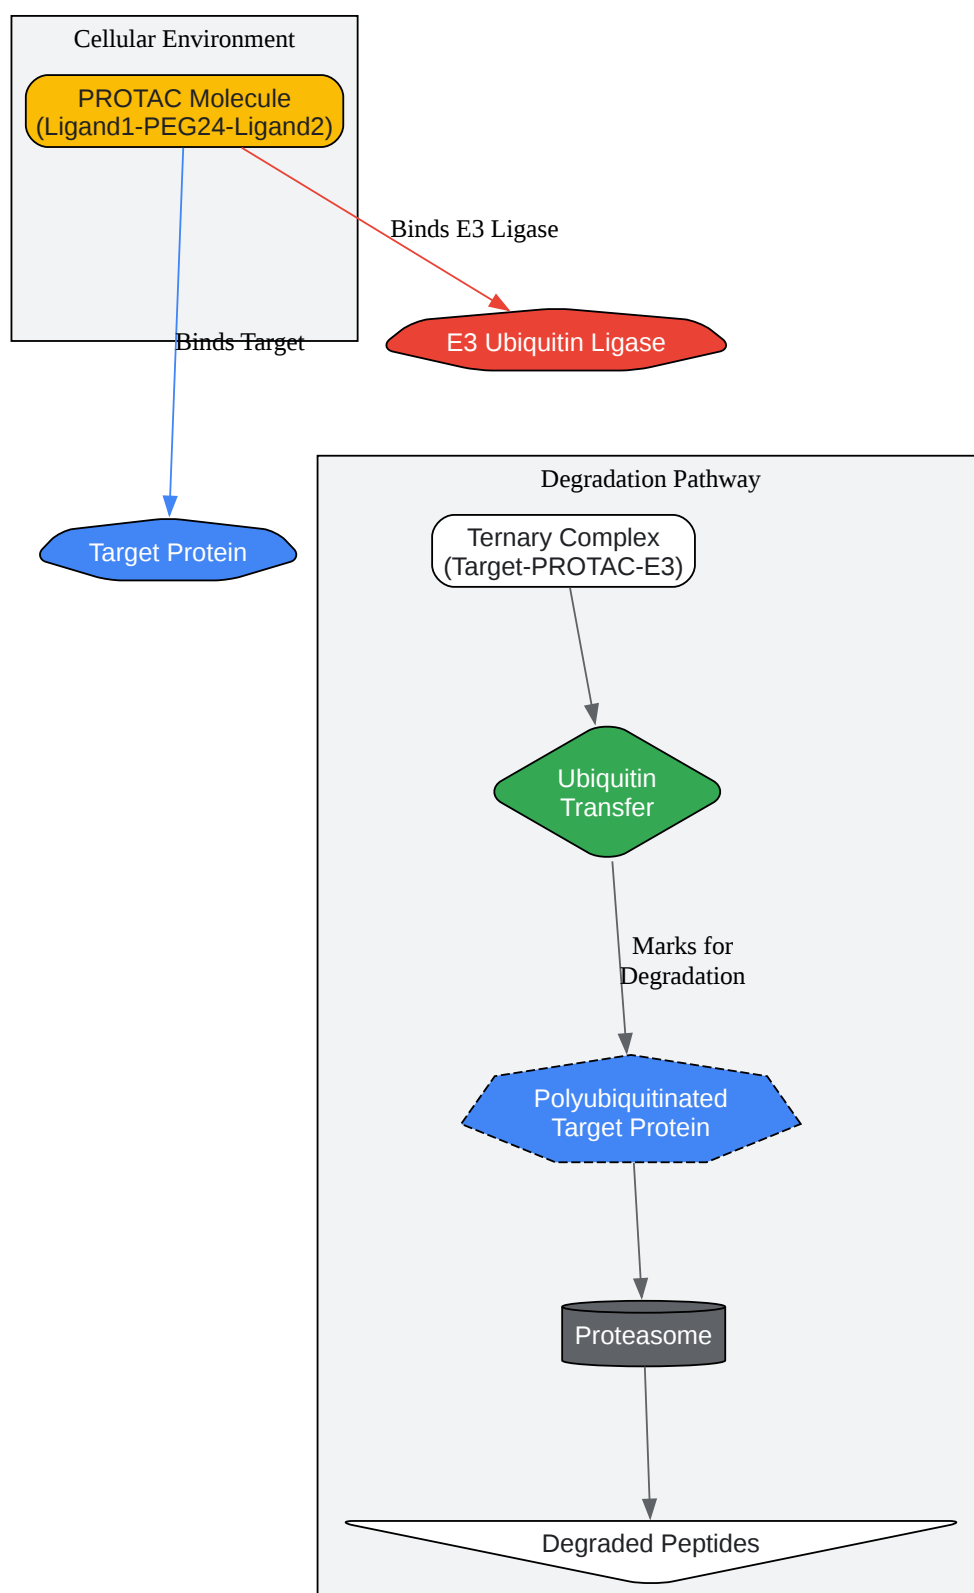 Cellular Environment
PROTAC Molecule
(Ligand1-PEG24-Ligand2)
Binds E3 Ligase
E3 Ubiquitin Ligase
Binds Target
Target Protein
Degradation Pathway
Ternary Complex
(Target-PROTAC-E3)
Ubiquitin
Transfer
Marks for
Degradation
Polyubiquitinated
Target Protein
Proteasome
Degraded Peptides